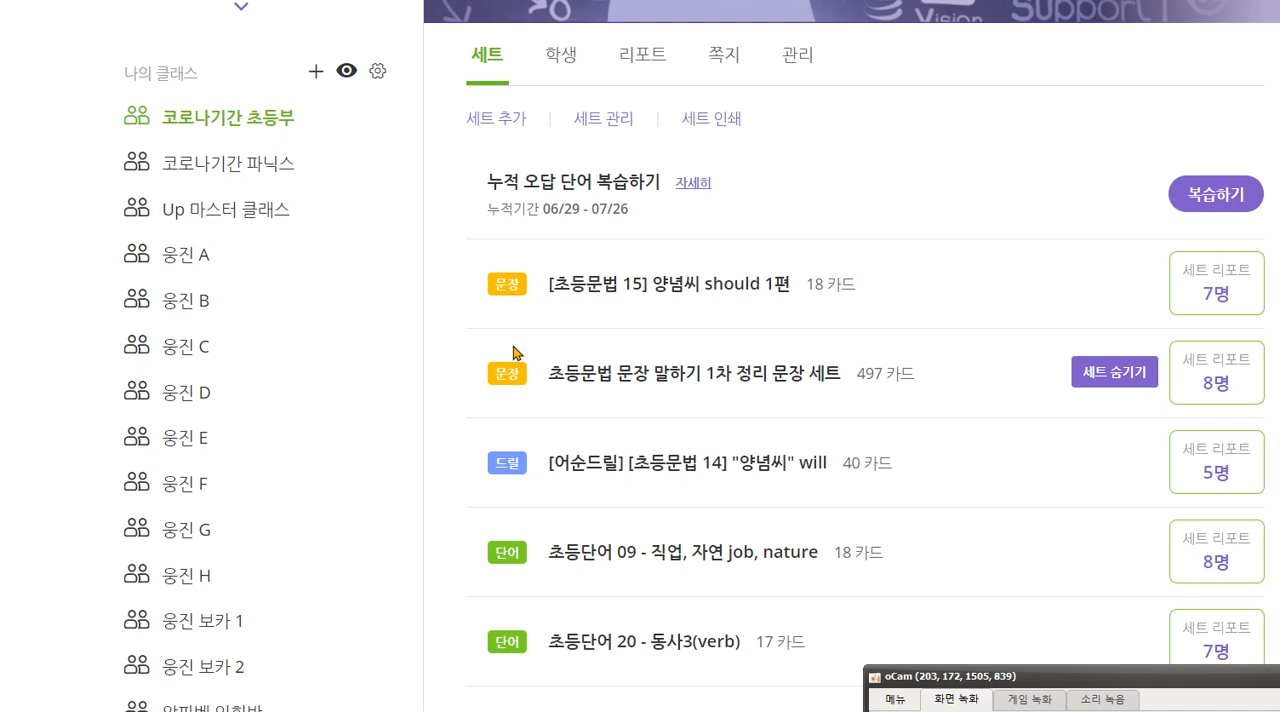 Vision
Support
나의 클래스
코로나기간 초등부
코로나기간 파닉스
Up 마스터 클래스
웅진 A
웅진 B
웅진 C
웅진 D
웅진 E
웅진 F
웅진 G
웅진 H
웅진 보카 1
웅진 보카 2
세트 학생 리포트 쪽지 관리
세트 추가 | 세트 관리 | 세트 인쇄
누적 오답 단어 복습하기 자세히
누적기간 06/29 - 07/26
복습하기
문장 [초등문법 15] 양념씨 should 1편 18 카드
세트 리포트
7명
문장 초등문법 문장 말하기 1차 정리 문장 세트 497 카드
세트 숨기기
세트 리포트
8명
드릴 [어순드릴] [초등문법 14] "양념씨" will 40 카드
세트 리포트
5명
단어 초등단어 09 - 직업, 자연 job, nature 18 카드
세트 리포트
8명
단어 초등단어 20 - 동사3(verb) 17 카드
세트 리포트
7명
oCam (203, 172, 1505, 839)
메뉴 화면 녹화 게임 녹화 소리 녹음